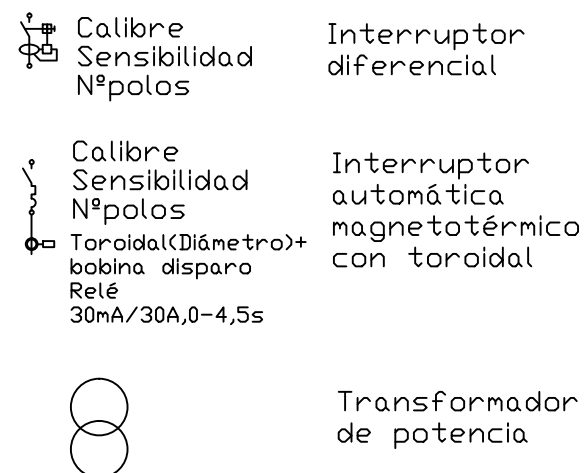 Calibre
Sensibilidad
Nºpolos
Interruptor
diferencial
Calibre
Sensibilidad
Nºpolos
Toroidal(Diámetro)+
bobina disparo
Relé
30mA/30A,0-4,5s
Interruptor
automática
magnetotérmico
con toroidal
Transformador
de potencia